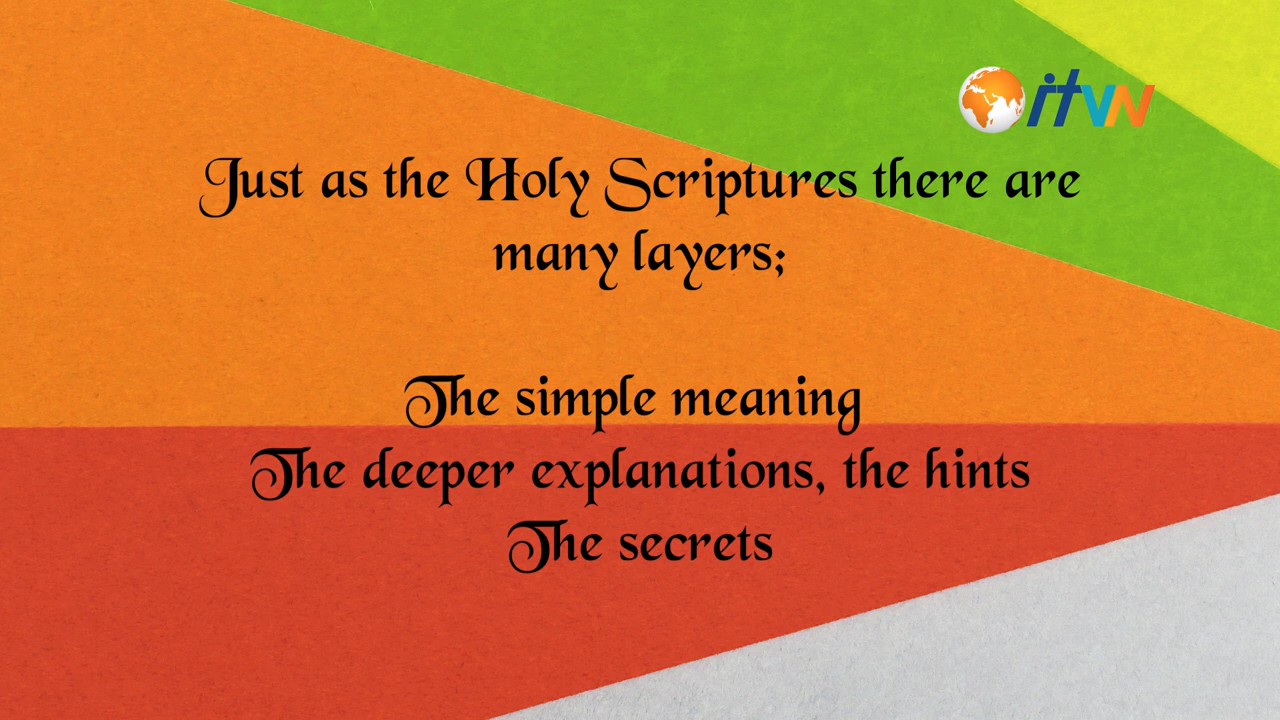 itvn
Just as the Holy Scriptures there are
many layers;
The simple meaning
The deeper explanations, the hints
The secrets